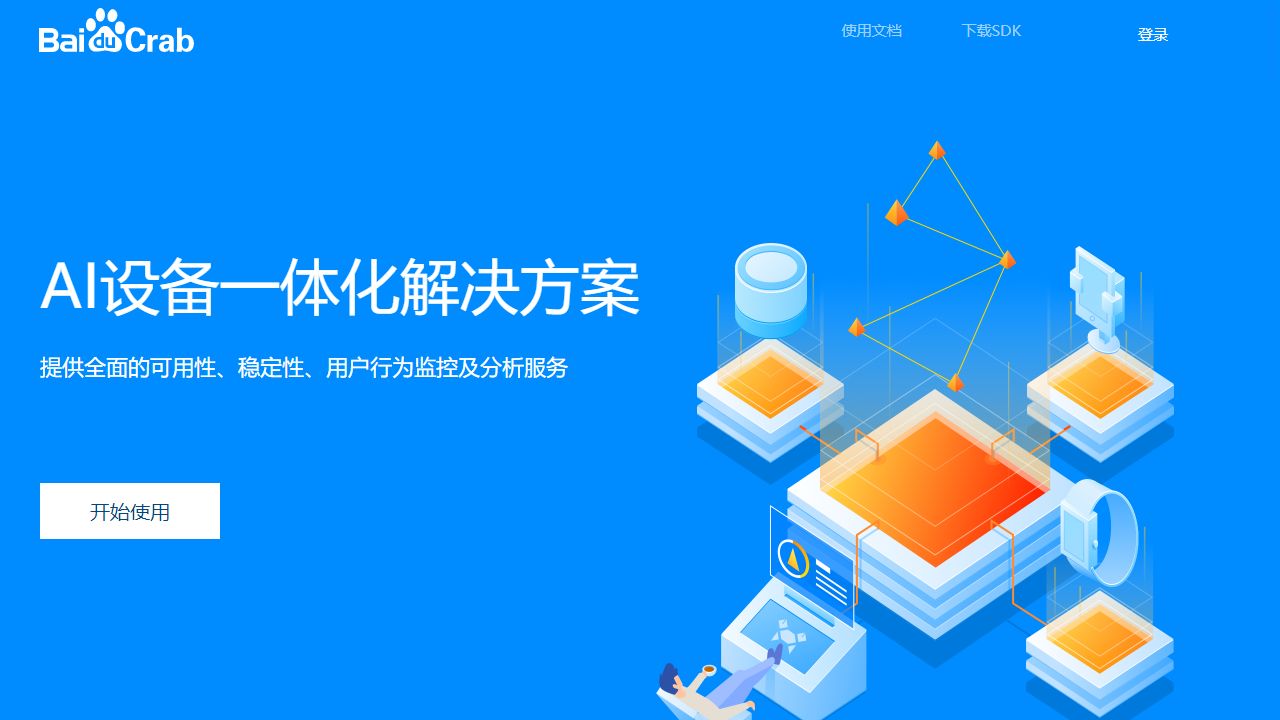 Baidu Crab
使用文档
下载SDK
登录
AI设备一体化解决方案
提供全面的可用性、稳定性、用户行为监控及分析服务
开始使用